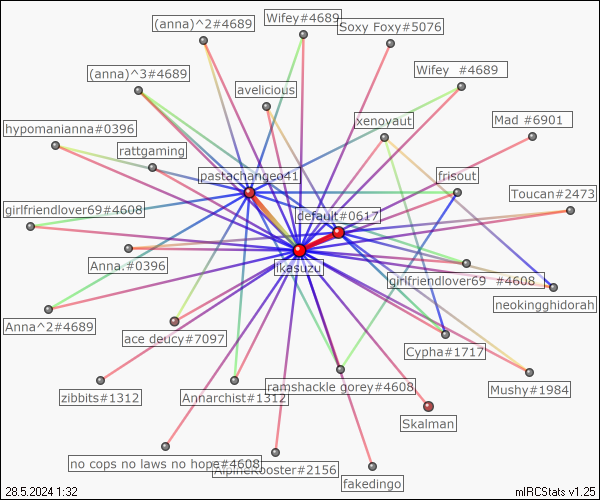 (anna)^2#4689
Wifey#4689
Soxy Foxy#5076
(anna)^3#4689
Wifey #4689
avelicious
xenoyaut
Mad #6901
hypomanianna#0396
rattgaming
pastachangeo41
frisout
Toucan#2473
girlfriendlover69#4608
default#0617
Anna.#0396
ikasuzu
girlfriendlover69 #4608
neokingghidorah
Anna^2#4689
ace deucy#7097
Cypha#1717
zibbits#1312
Annarchist#1312
ramshackle gorey#4608
Mushy#1984
Skalman
no cops no laws no hope#4608
AlpineRooster#2156
fakedingo
28.5.2024 1:32
mIRCStats v1.25